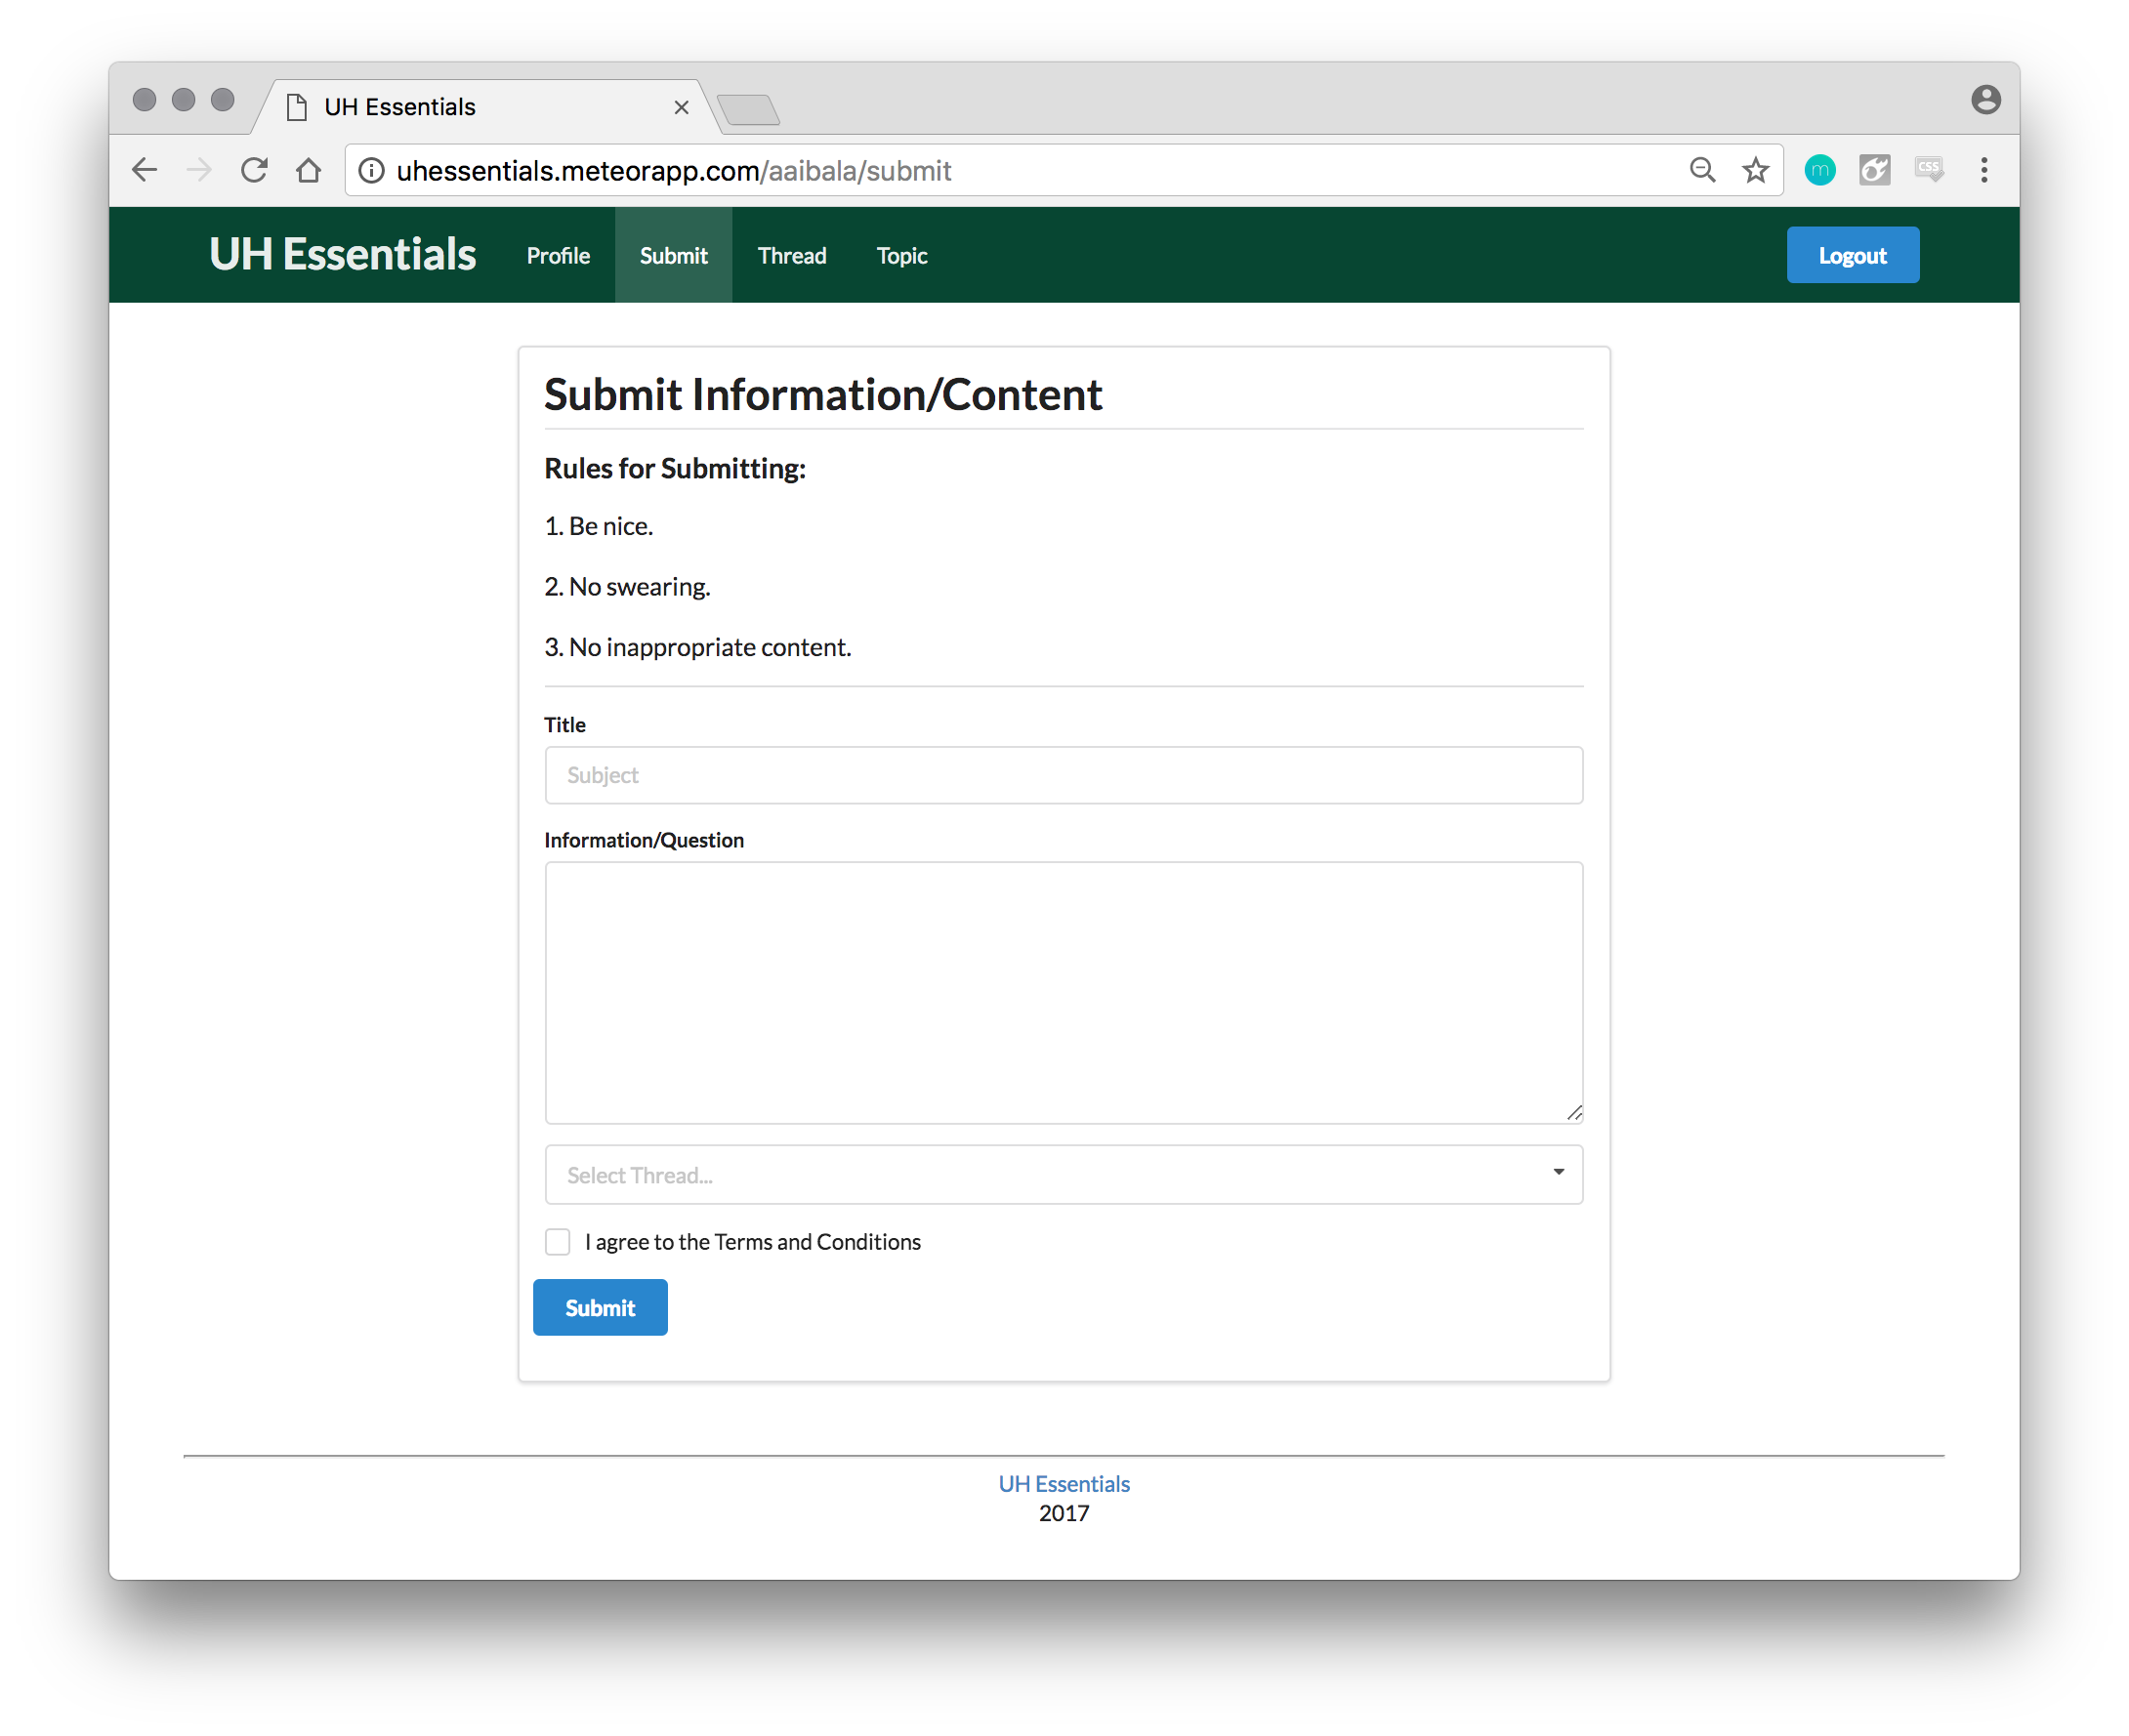 UH Essentials
uhessentials.meteorapp.com/aaibala/submit
m
CSS
UH Essentials Profile Submit Thread Topic Logout
Submit Information/Content
Rules for Submitting:
1. Be nice.
2. No swearing.
3. No inappropriate content.
Title
Subject
Information/Question
Select Thread...
I agree to the Terms and Conditions
Submit
UH Essentials
2017